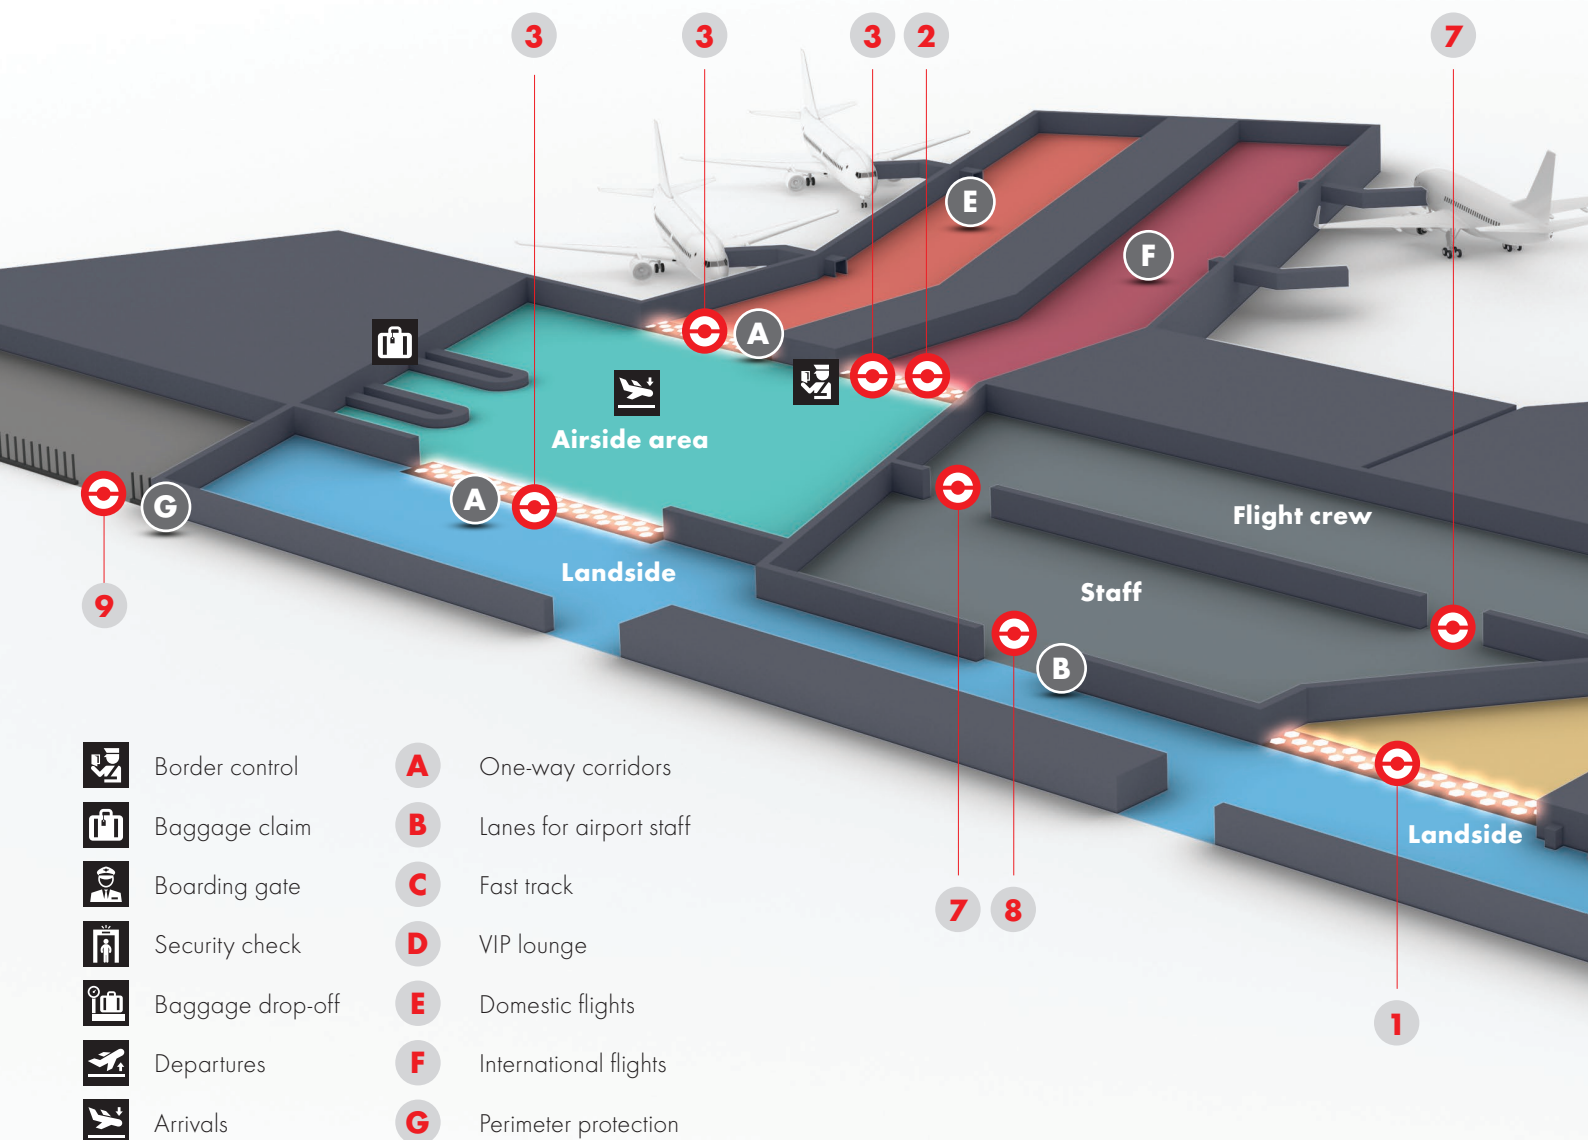 3 3 3 2 7
E
F
A
Airside area
A
G
Flight crew
Landside
Staff
9
B
Landside
7 8
1
Border control A One-way corridors
Baggage claim B Lanes for airport staff
Boarding gate C Fast track
Security check D VIP lounge
Baggage drop-off E Domestic flights
Departures F International flights
Arrivals G Perimeter protection